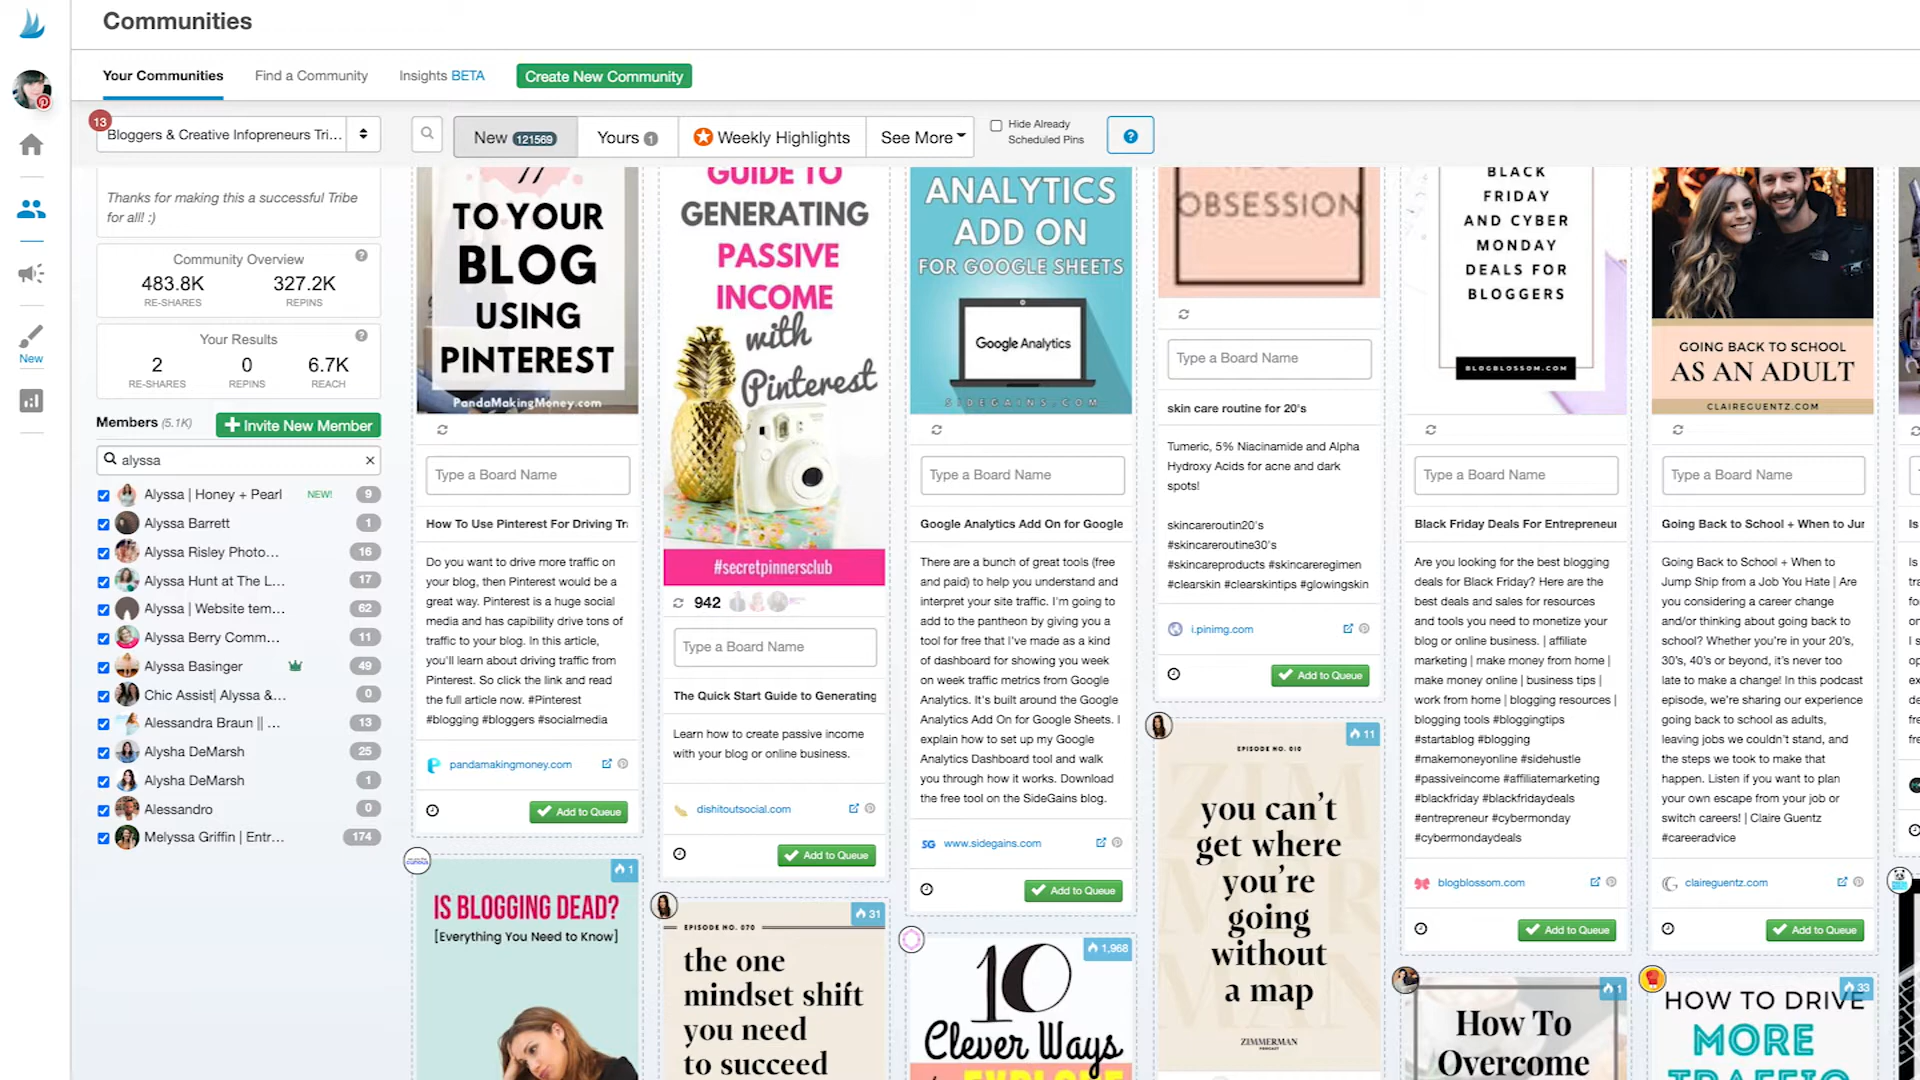 Communities
Your Communities
Find a Community
Insights BETA
Create New Community
13
Bloggers & Creative Infopreneurs Tri...
New 121569
Yours 1
Weekly Highlights
See More
Hide Already
Scheduled Pins
?
New
Thanks for making this a successful Tribe
for all! :)
Community Overview ?
483.8K 327.2K
RE-SHARES REPINS
Your Results ?
2 0 6.7K
RE-SHARES REPINS REACH
Members (5.1K)
Invite New Member
alyssa
Alyssa | Honey + Pearl NEW! 9
Alyssa Barrett 1
Alyssa Risley Photo... 16
Alyssa Hunt at The L... 17
Alyssa | Website tem... 62
Alyssa Berry Comm... 11
Alyssa Basinger 49
Chic Assist| Alyssa &... 0
Alessandra Braun || ... 13
Alysha DeMarsh 25
Alysha DeMarsh 1
Alessandro 0
Melyssa Griffin | Entr... 174
TO YOUR
BLOG
USING
PINTEREST
PandaMakingMoney.com
Type a Board Name
How To Use Pinterest For Driving Tr
Do you want to drive more traffic on
your blog, then Pinterest would be a
great way. Pinterest is a huge social
media and has capibility drive tons of
traffic to your blog. In this article,
you'll learn about driving traffic from
Pinterest. So click the link and read
the full article now. #Pinterest
#blogging #bloggers #socialmedia
pandamakingmoney.com
Add to Queue
1
IS BLOGGING DEAD?
[Everything You Need to Know]
GUIDE TO
GENERATING
PASSIVE
INCOME
with
Pinterest
#secretpinnersclub
942
Type a Board Name
The Quick Start Guide to Generating
Learn how to create passive income
with your blog or online business.
dishitoutsocial.com
Add to Queue
31
EPISODE NO. 070
the one
mindset shift
you need
to succeed
ANALYTICS
ADD ON
FOR GOOGLE SHEETS
Google Analytics
SIDEGAINS.COM
Type a Board Name
Google Analytics Add On for Google
There are a bunch of great tools (free
and paid) to help you understand and
interpret your site traffic. I'm going to
add to the pantheon by giving you a
tool for free that I've made as a kind
of dashboard for showing you week
on week traffic metrics from Google
Analytics. It's built around the Google
Analytics Add On for Google Sheets. I
explain how to set up my Google
Analytics Dashboard tool and walk
you through how it works. Download
the free tool on the SideGains blog.
SG www.sidegains.com
Add to Queue
1,968
10
Clever Ways
OBSESSION
Type a Board Name
skin care routine for 20's
Tumeric, 5% Niacinamide and Alpha
Hydroxy Acids for acne and dark
spots!
skincareroutin20's
#skincareroutine30's
#skincareproducts #skincareregimen
#clearskin #clearskintips #glowingskin
i.pinimg.com
Add to Queue
11
EPISODE NO. 010
you can't
get where
you're
going
without
a map
ZIMMERMAN
PODCAST
BLACK
FRIDAY
AND CYBER
MONDAY
DEALS FOR
BLOGGERS
BLOGBLOSSOM.COM
Type a Board Name
Black Friday Deals For Entrepreneur
Are you looking for the best blogging
deals for Black Friday? Here are the
best deals and sales for resources
and tools you need to monetize your
blog or online business. | affiliate
marketing | make money from home |
make money online | business tips |
work from home | blogging resources |
blogging tools #bloggingtips
#startablog #blogging
#makemoneyonline #sidehustle
#passiveincome #affiliatemarketing
#blackfriday #blackfridaydeals
#entrepreneur #cybermonday
#cybermondaydeals
blogblossom.com
Add to Queue
1
How To
Overcome
GOING BACK TO SCHOOL
AS AN ADULT
CLAIREGUENTZ.COM
Type a Board Name
Going Back to School + When to Jur
Going Back to School + When to
Jump Ship from a Job You Hate | Are
you considering a career change
and/or thinking about going back to
school? Whether you're in your 20's,
30's, 40's or beyond, it's never too
late to make a change! In this podcast
episode, we're sharing our experience
going back to school as adults,
leaving jobs we couldn't stand, and
the steps we took to make that
happen. Listen if you want to plan
your own escape from your job or
switch careers! | Claire Guentz
#careeradvice
claireguentz.com
Add to Queue
33
HOW TO DRIVE
MORE